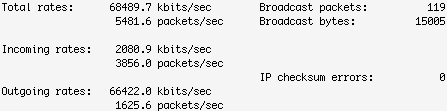 Total rates: 68489.7 kbits/sec Broadcast packets: 119
5481.6 packets/sec Broadcast bytes: 15005
Incoming rates: 2080.9 kbits/sec
3856.0 packets/sec
IP checksum errors: 0
Outgoing rates: 66422.0 kbits/sec
1625.6 packets/sec